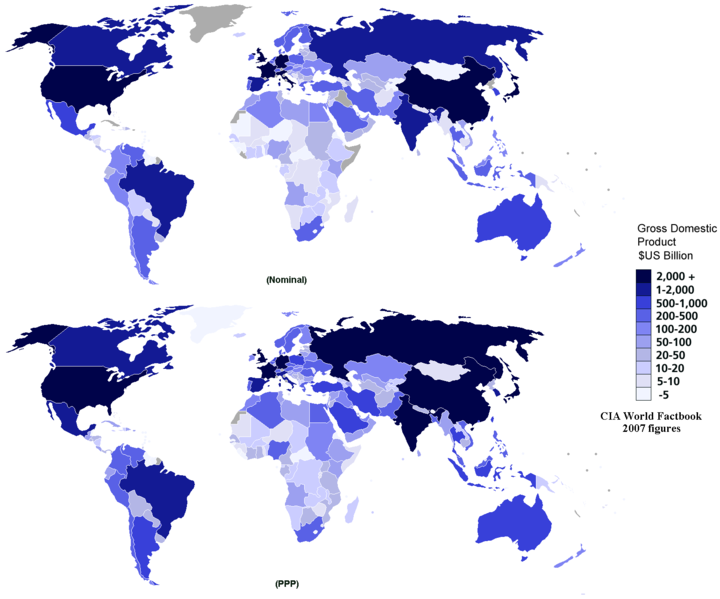 (Nominal)
Gross Domestic
Product
$US Billion
2,000 +
1-2,000
500-1,000
200-500
100-200
50-100
20-50
10-20
5-10
-5
CIA World Factbook
2007 figures
(PPP)